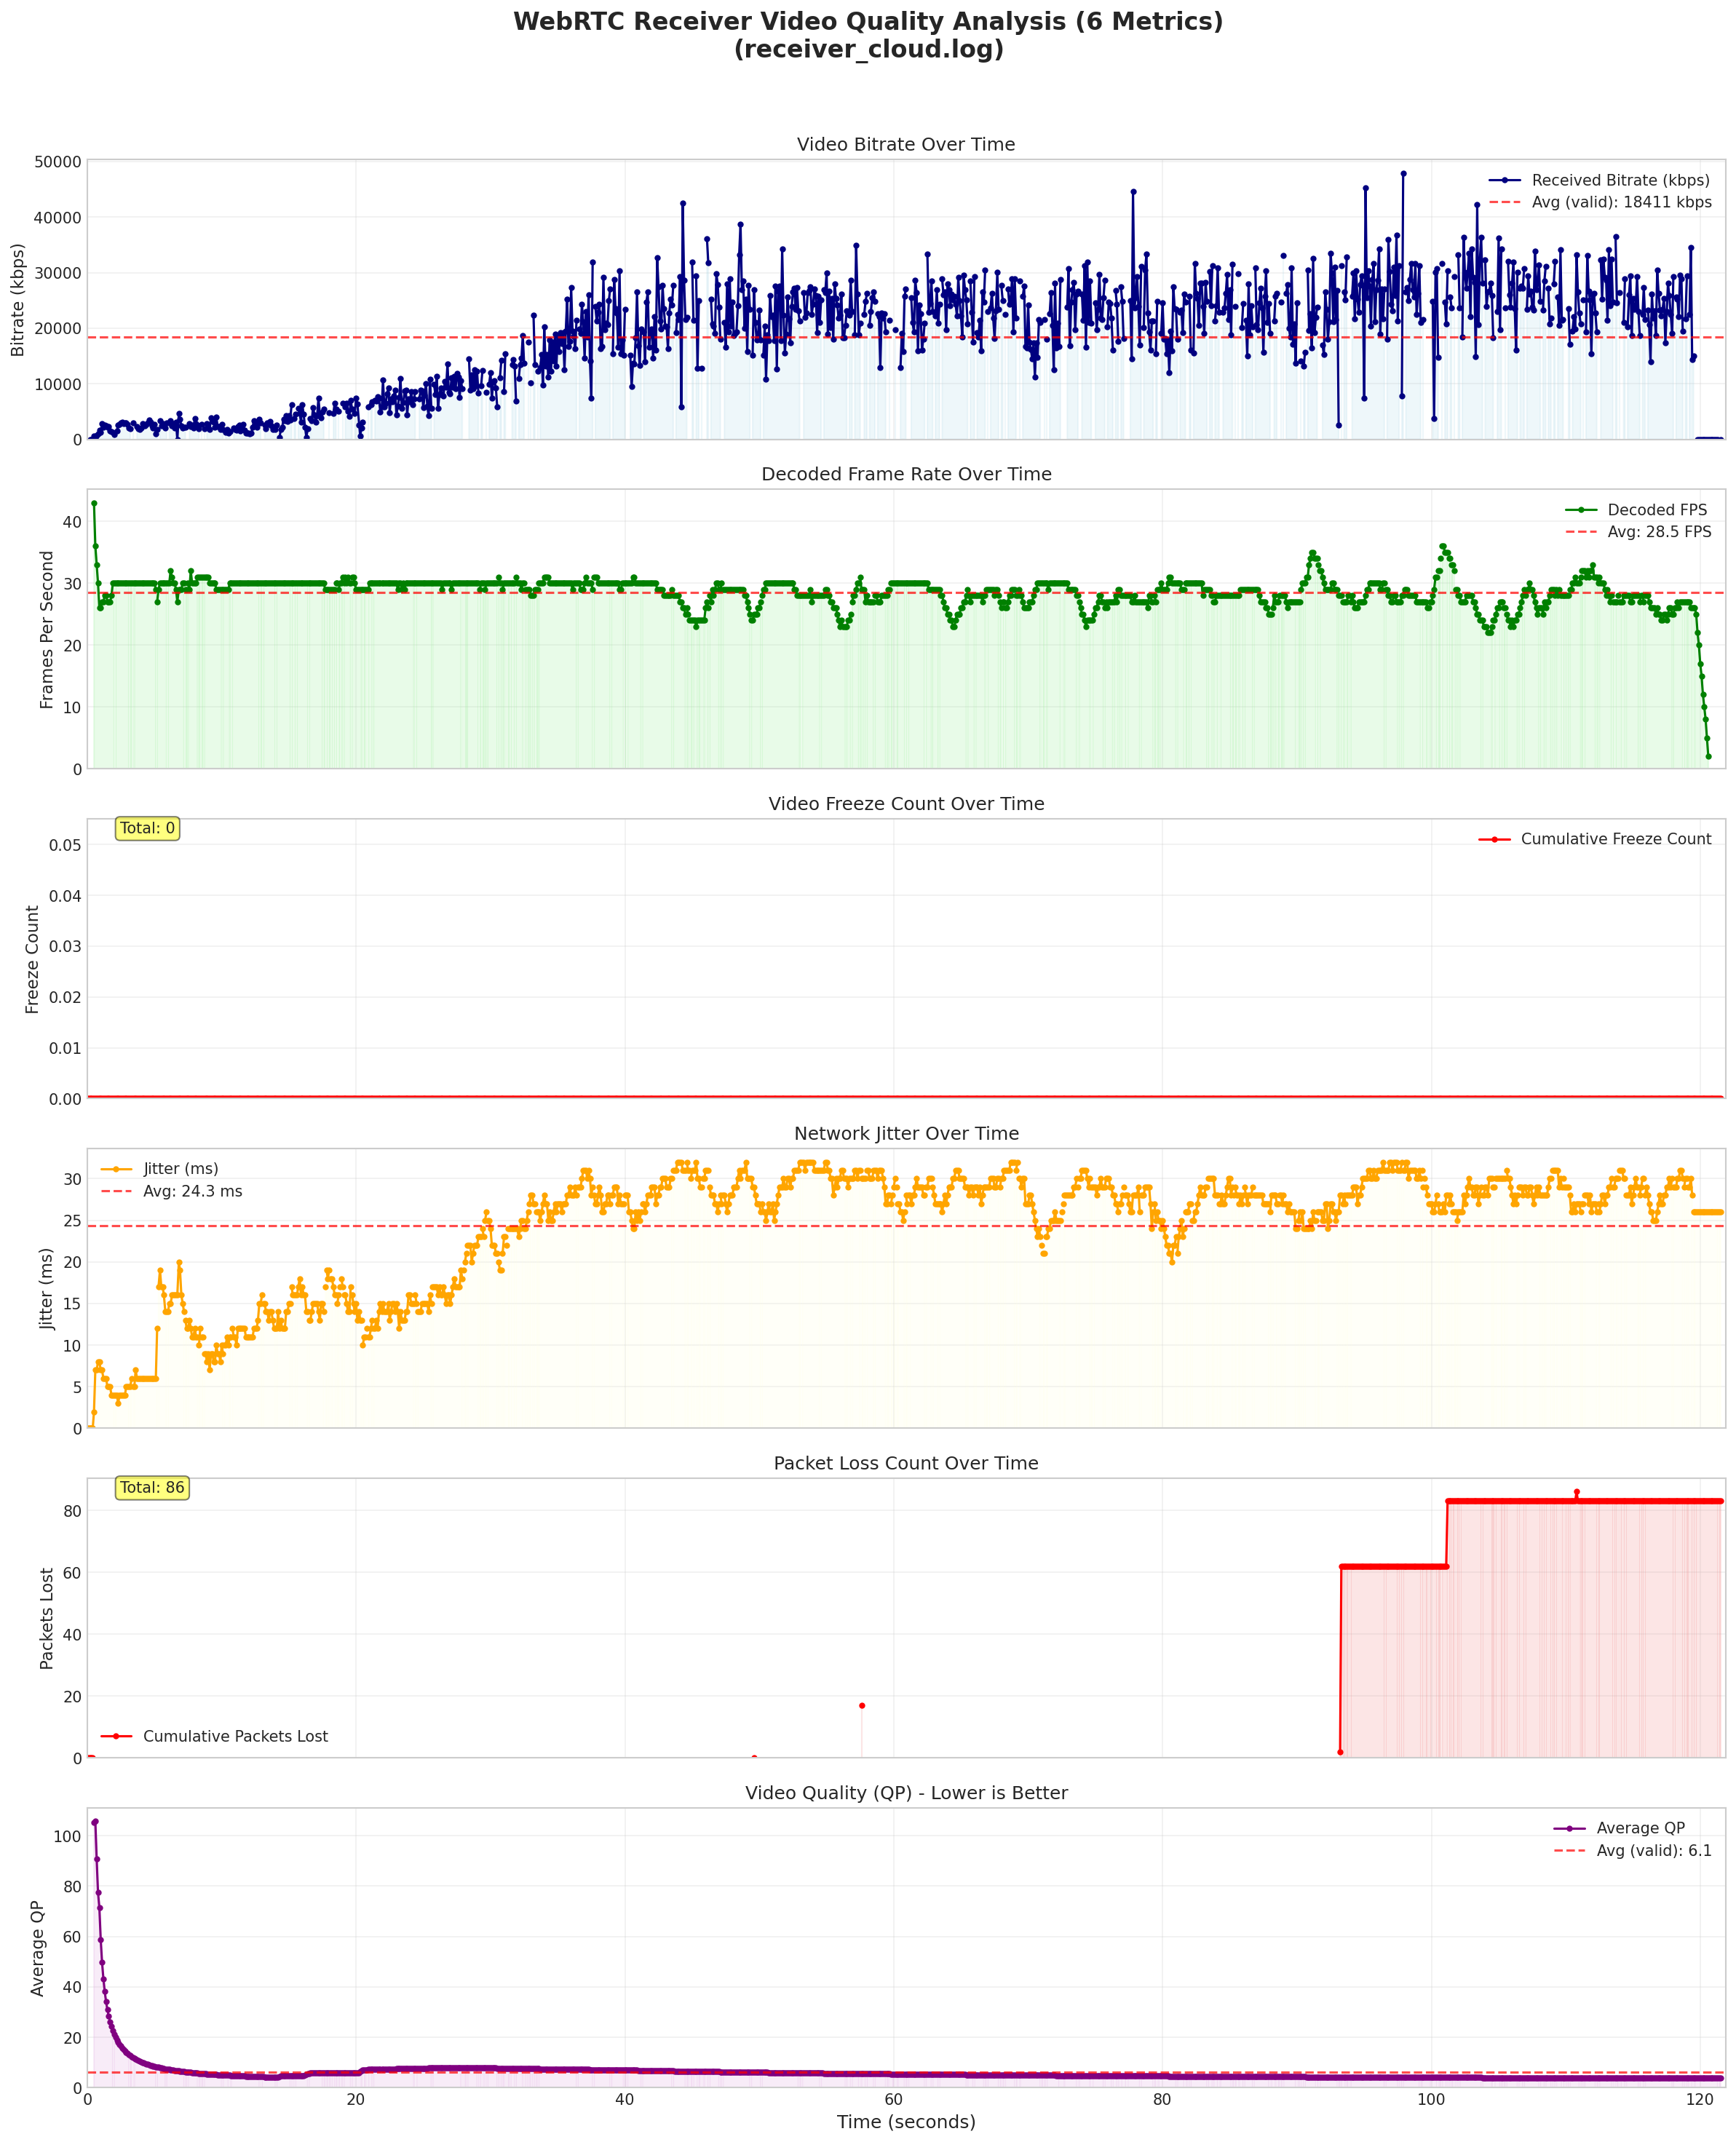 WebRTC Receiver Video Quality Analysis (6 Metrics)
(receiver_cloud.log)
Video Bitrate Over Time
Bitrate (kbps)
50000
40000
30000
20000
10000
0
Received Bitrate (kbps)
Avg (valid): 18411 kbps
Decoded Frame Rate Over Time
Frames Per Second
40
30
20
10
0
Decoded FPS
Avg: 28.5 FPS
Video Freeze Count Over Time
Total: 0
Freeze Count
0.05
0.04
0.03
0.02
0.01
0.00
Cumulative Freeze Count
Network Jitter Over Time
Jitter (ms)
30
25
20
15
10
5
0
Jitter (ms)
Avg: 24.3 ms
Packet Loss Count Over Time
Total: 86
Packets Lost
80
60
40
20
0
Cumulative Packets Lost
Video Quality (QP) - Lower is Better
Average QP
100
80
60
40
20
0
Average QP
Avg (valid): 6.1
0 20 40 60 80 100 120
Time (seconds)